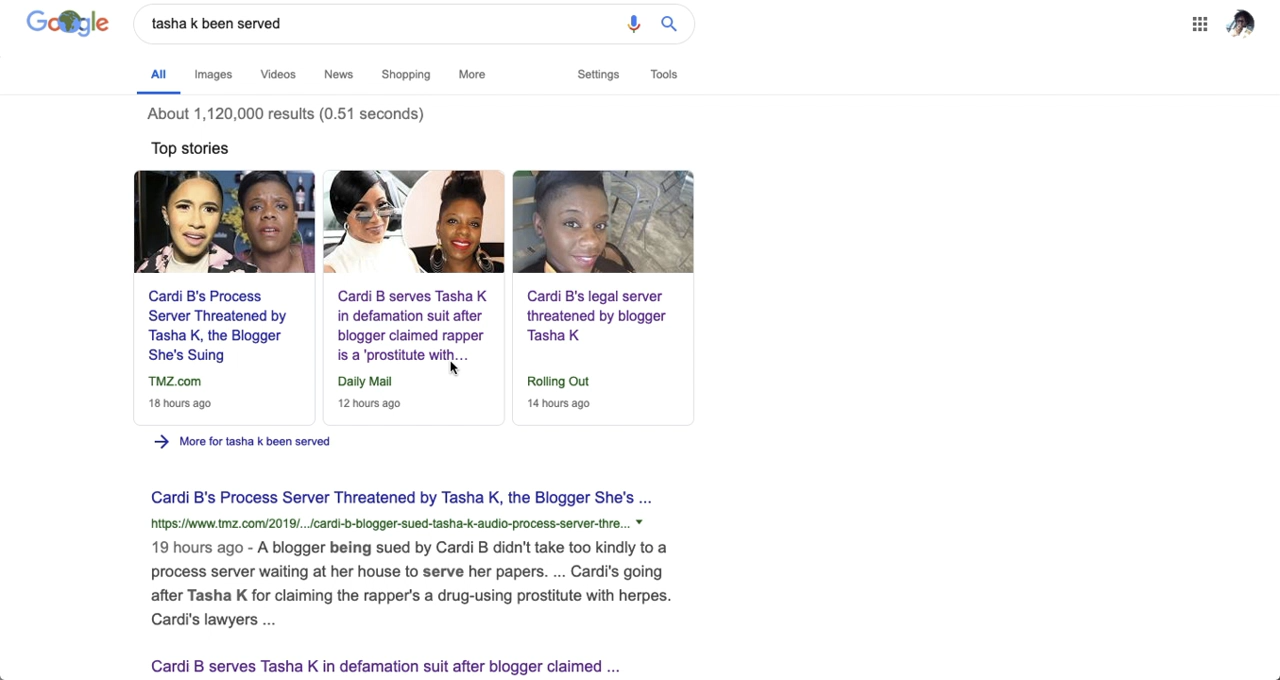 Google
tasha k been served
All Images Videos News Shopping More Settings Tools
About 1,120,000 results (0.51 seconds)
Top stories
Cardi B's Process
Server Threatened by
Tasha K, the Blogger
She's Suing
TMZ.com
18 hours ago
Cardi B serves Tasha K
in defamation suit after
blogger claimed rapper
is a 'prostitute with...
Daily Mail
12 hours ago
Cardi B's legal server
threatened by blogger
Tasha K
Rolling Out
14 hours ago
More for tasha k been served
Cardi B's Process Server Threatened by Tasha K, the Blogger She's ...
https://www.tmz.com/2019/.../cardi-b-blogger-sued-tasha-k-audio-process-server-thre...
19 hours ago - A blogger being sued by Cardi B didn't take too kindly to a
process server waiting at her house to serve her papers. ... Cardi's going
after Tasha K for claiming the rapper's a drug-using prostitute with herpes.
Cardi's lawyers ...
Cardi B serves Tasha K in defamation suit after blogger claimed ...